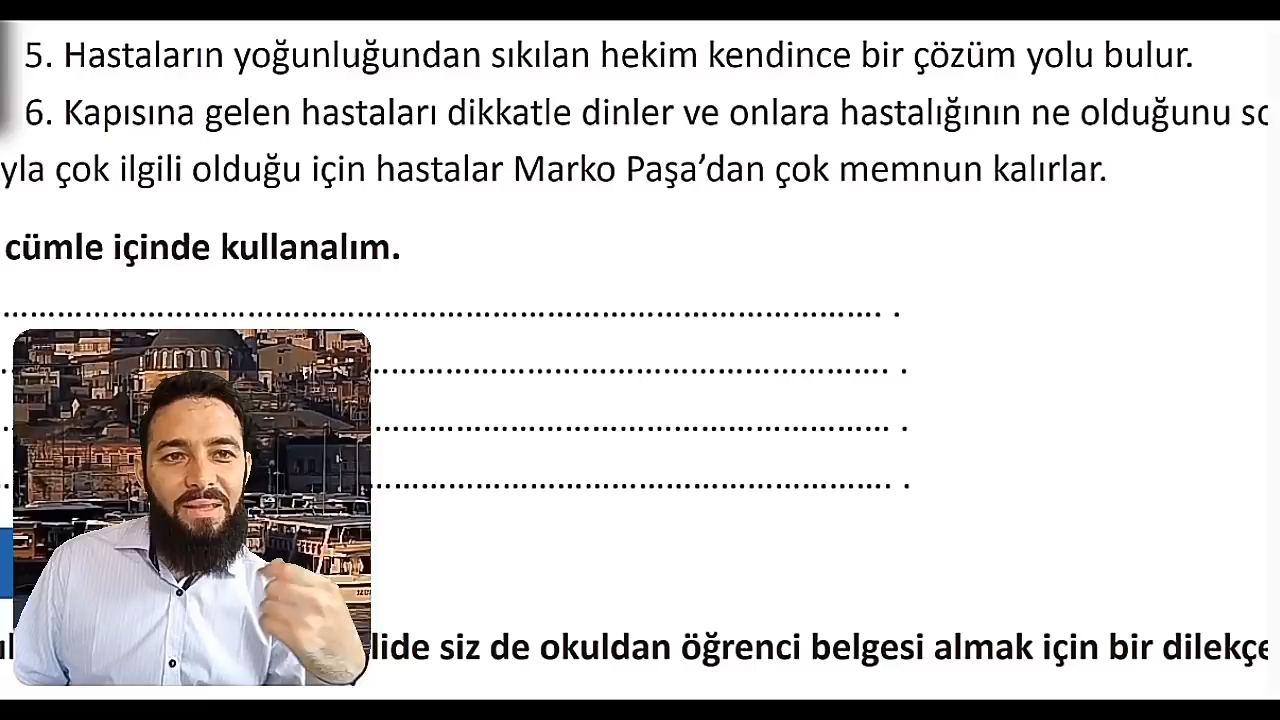 5. Hastaların yoğunluğundan sıkılan hekim kendince bir çözüm yolu bulur.
6. Kapısına gelen hastaları dikkatle dinler ve onlara hastalığının ne olduğunu
yla çok ilgili olduğu için hastalar Marko Paşa’dan çok memnun kalırlar.
cümle içinde kullanalım.
lide siz de okuldan öğrenci belgesi almak için bir dilekçe